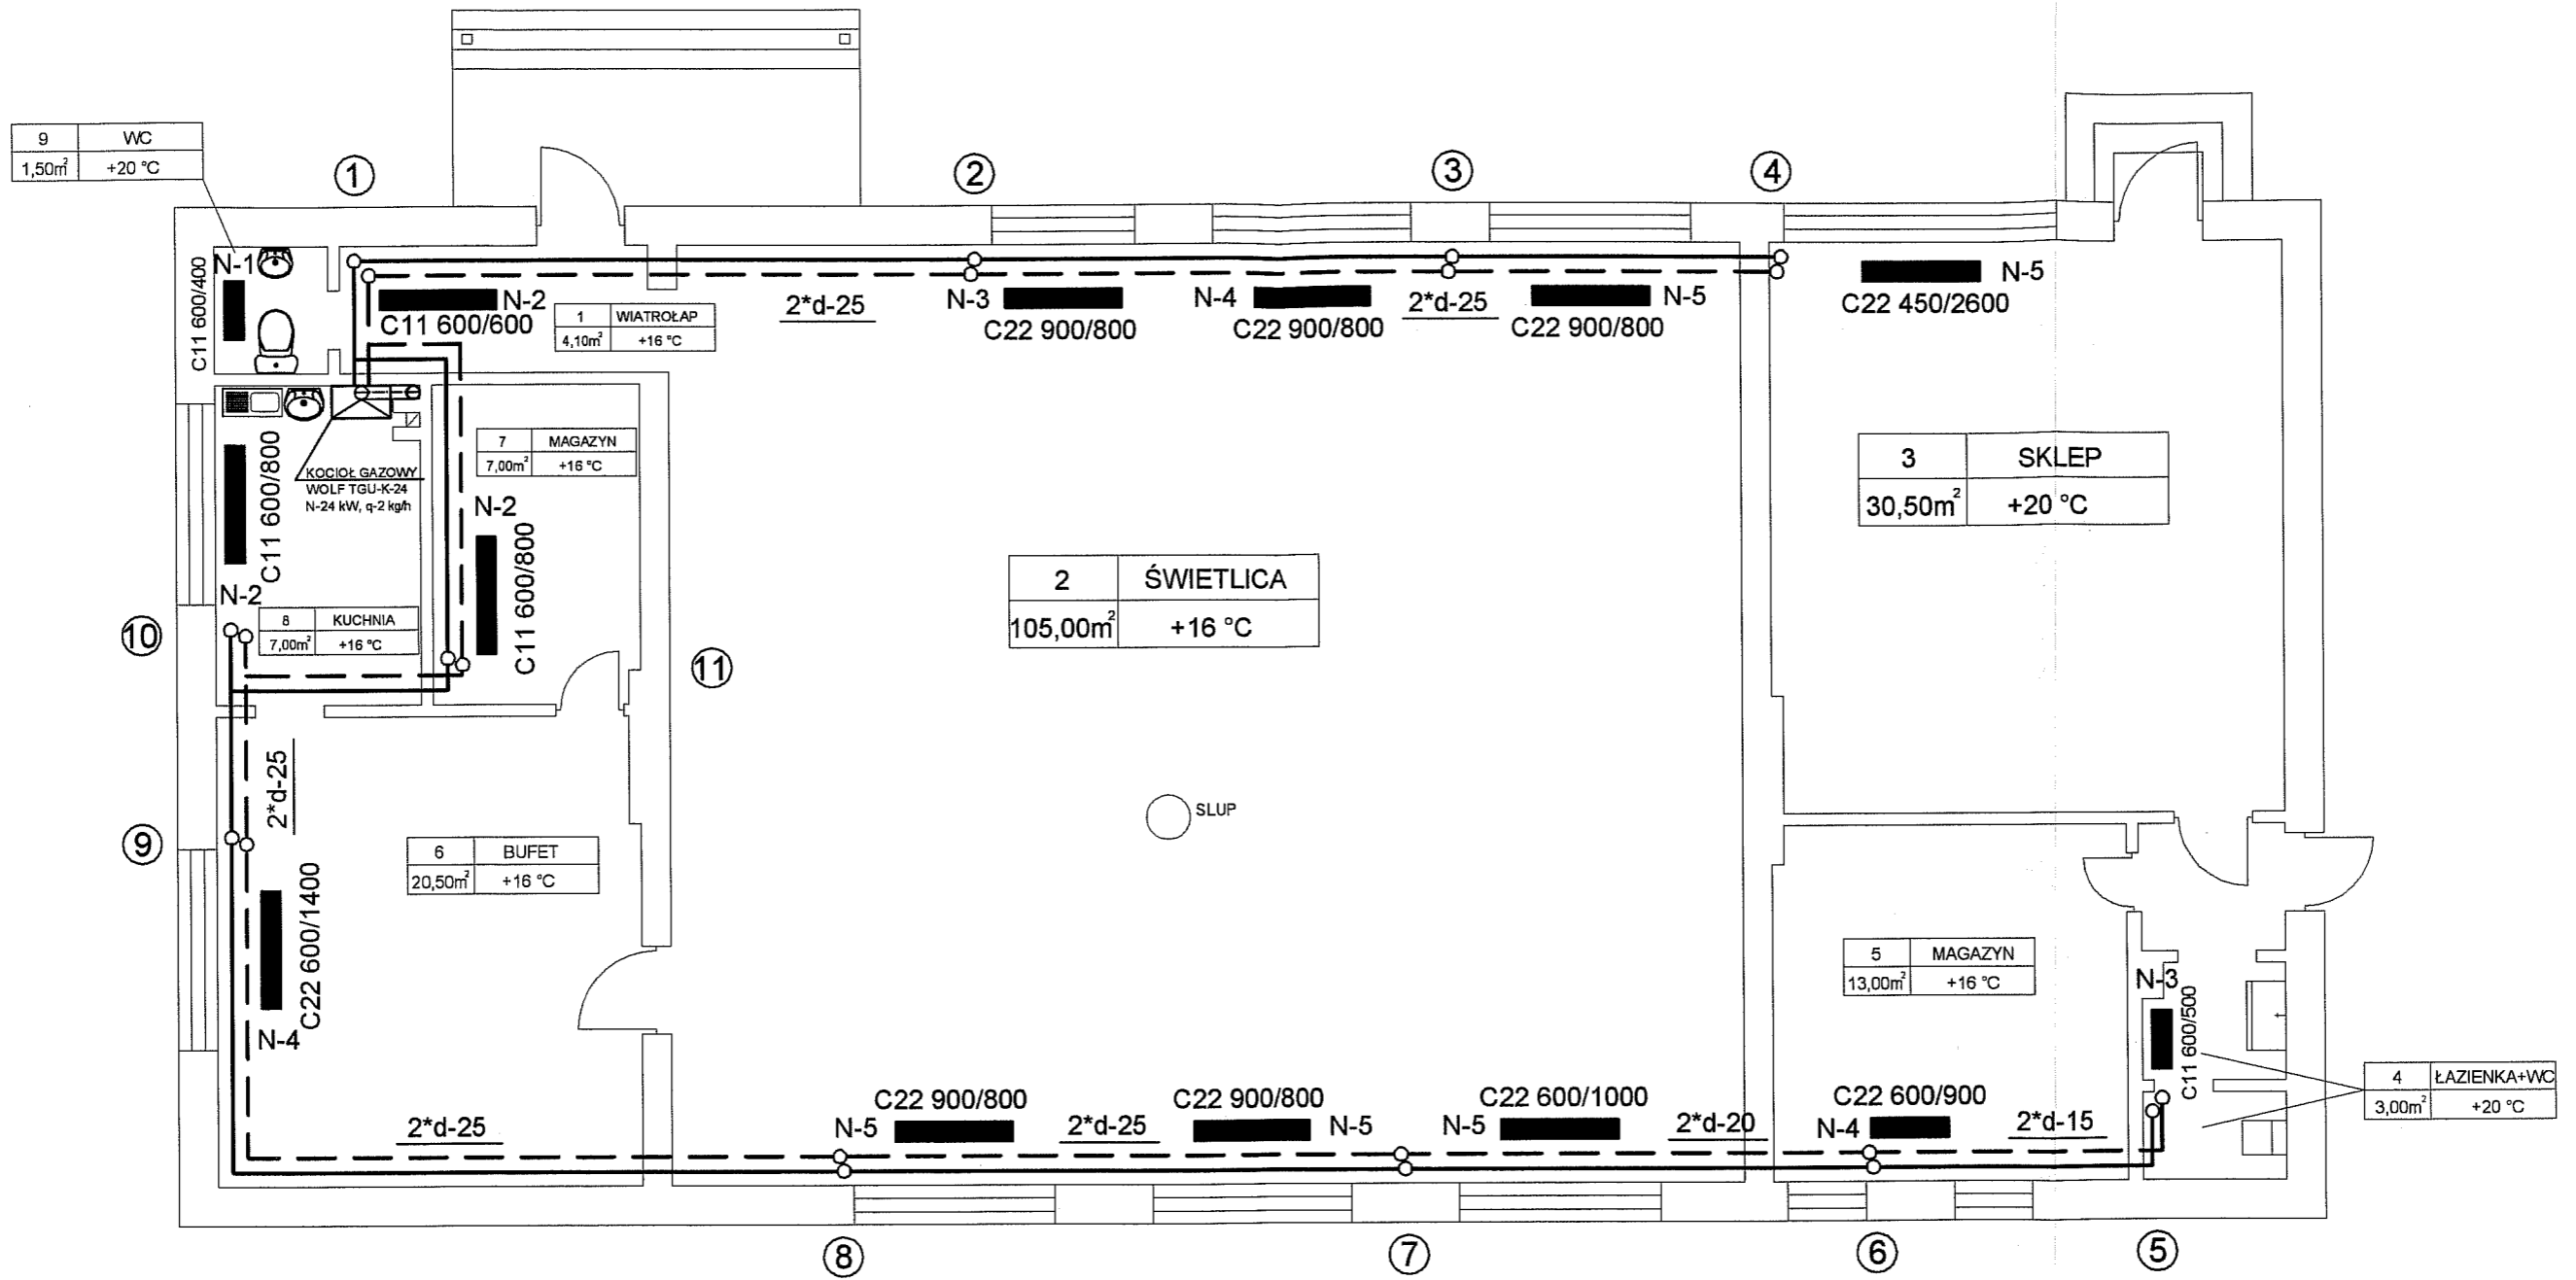 9 WC
1,50m² +20 °C
1
2
3
4
N-1
C11 600/400
N-2
C11 600/600
1 WIATROŁAP
4,10m² +16 °C
2*d-25
N-3
C22 900/800
N-4
C22 900/800
2*d-25
N-5
C22 900/800
N-5
C22 450/2600
C11 600/800
N-2
KOCIOŁ GAZOWY
WOLF TGU-K-24
N-24 kW, q-2 kg/h
7 MAGAZYN
7,00m² +16 °C
N-2
C11 600/800
3 SKLEP
30,50m² +20 °C
2 ŚWIETLICA
105,00m² +16 °C
8 KUCHNIA
7,00m² +16 °C
10
11
2*d-25
9
SLUP
6 BUFET
20,50m² +16 °C
C22 600/1400
N-4
5 MAGAZYN
13,00m² +16 °C
N-3
C11 600/500
4 ŁAZIENKA+WC
3,00m² +20 °C
2*d-25
N-5
C22 900/800
2*d-25
C22 900/800
N-5
N-5
C22 600/1000
2*d-20
N-4
C22 600/900
2*d-15
8
7
6
5